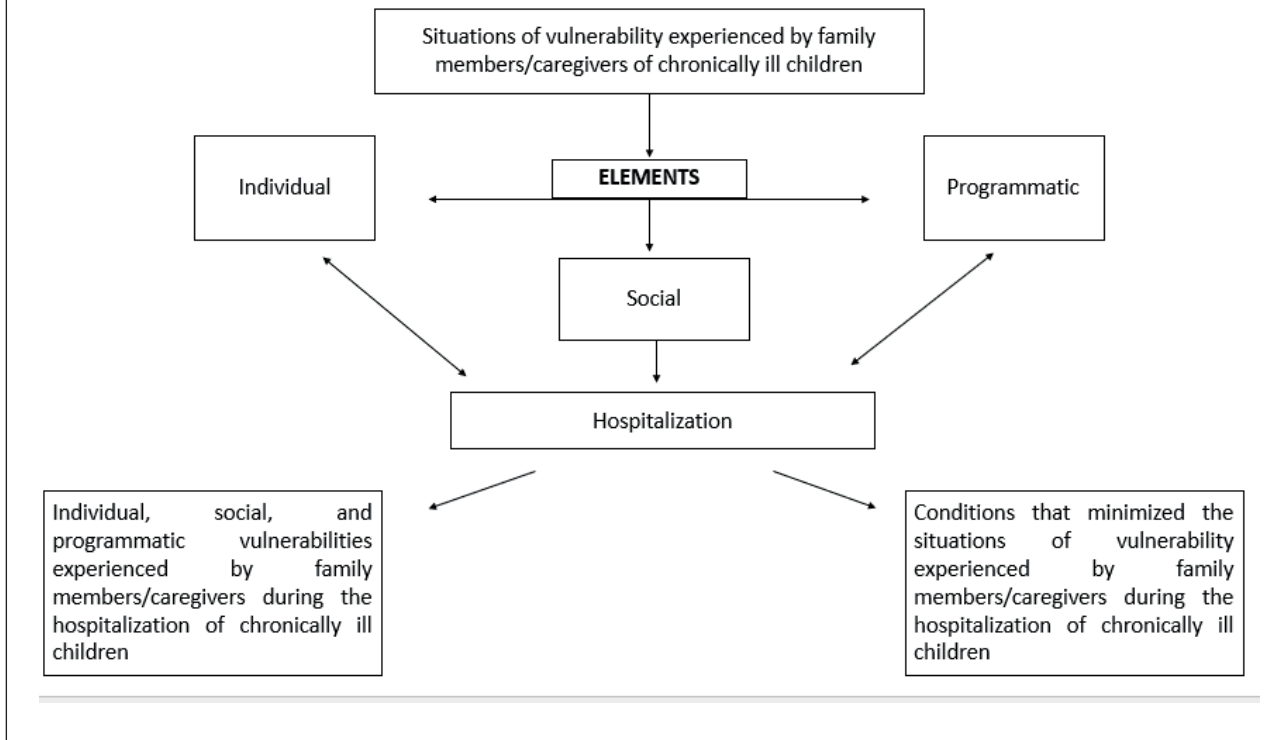 Situations of vulnerability experienced by family
members/caregivers of chronically ill children
Individual
ELEMENTS
Programmatic
Social
Hospitalization
Individual, social, and
programmatic vulnerabilities
experienced by family
members/caregivers during the
hospitalization of chronically ill
children
Conditions that minimized the
situations of vulnerability
experienced by family
members/caregivers during the
hospitalization of chronically ill
children